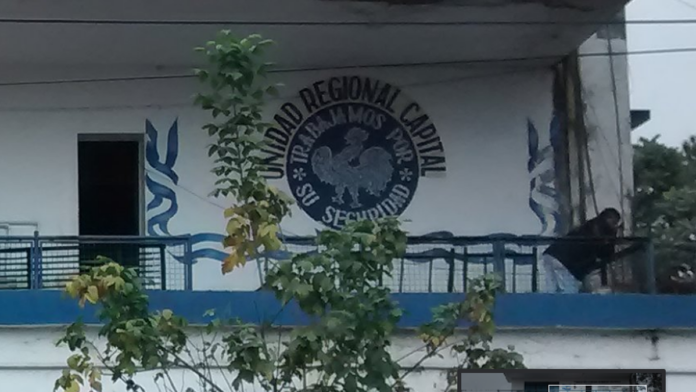 UNIDAD REGIONAL CAPITAL
TRABAJAMOS POR
SU SEGURIDAD